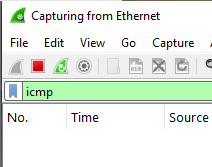 Capturing from Ethernet
File Edit View Go Capture A
icmp
No. Time Source